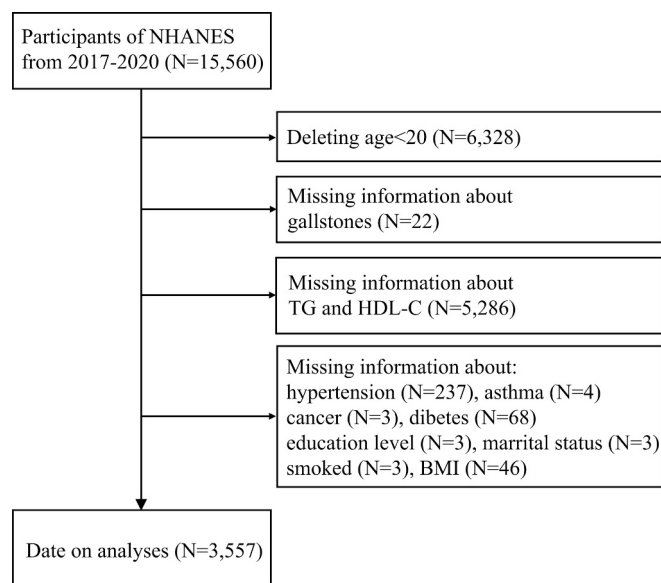 Participants of NHANES
from 2017-2020 (N=15,560)
Deleting age<20 (N=6,328)
Missing information about
gallstones (N=22)
Missing information about
TG and HDL-C (N=5,286)
Missing information about:
hypertension (N=237), asthma (N=4)
cancer (N=3), dibetes (N=68)
education level (N=3), marrital status (N=3)
smoked (N=3), BMI (N=46)
Date on analyses (N=3,557)